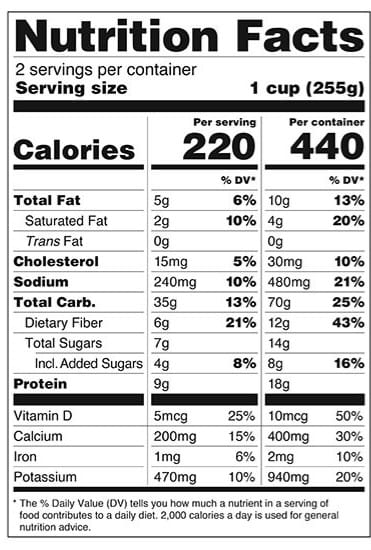 Nutrition Facts
2 servings per container
Serving size 1 cup (255g)
Per serving Per container
Calories 220 440
% DV* % DV*
Total Fat 5g 6% 10g 13%
Saturated Fat 2g 10% 4g 20%
Trans Fat 0g 0g
Cholesterol 15mg 5% 30mg 10%
Sodium 240mg 10% 480mg 21%
Total Carb. 35g 13% 70g 25%
Dietary Fiber 6g 21% 12g 43%
Total Sugars 7g 14g
Incl. Added Sugars 4g 8% 8g 16%
Protein 9g 18g
Vitamin D 5mcg 25% 10mcg 50%
Calcium 200mg 15% 400mg 30%
Iron 1mg 6% 2mg 10%
Potassium 470mg 10% 940mg 20%
* The % Daily Value (DV) tells you how much a nutrient in a serving of
food contributes to a daily diet. 2,000 calories a day is used for general
nutrition advice.